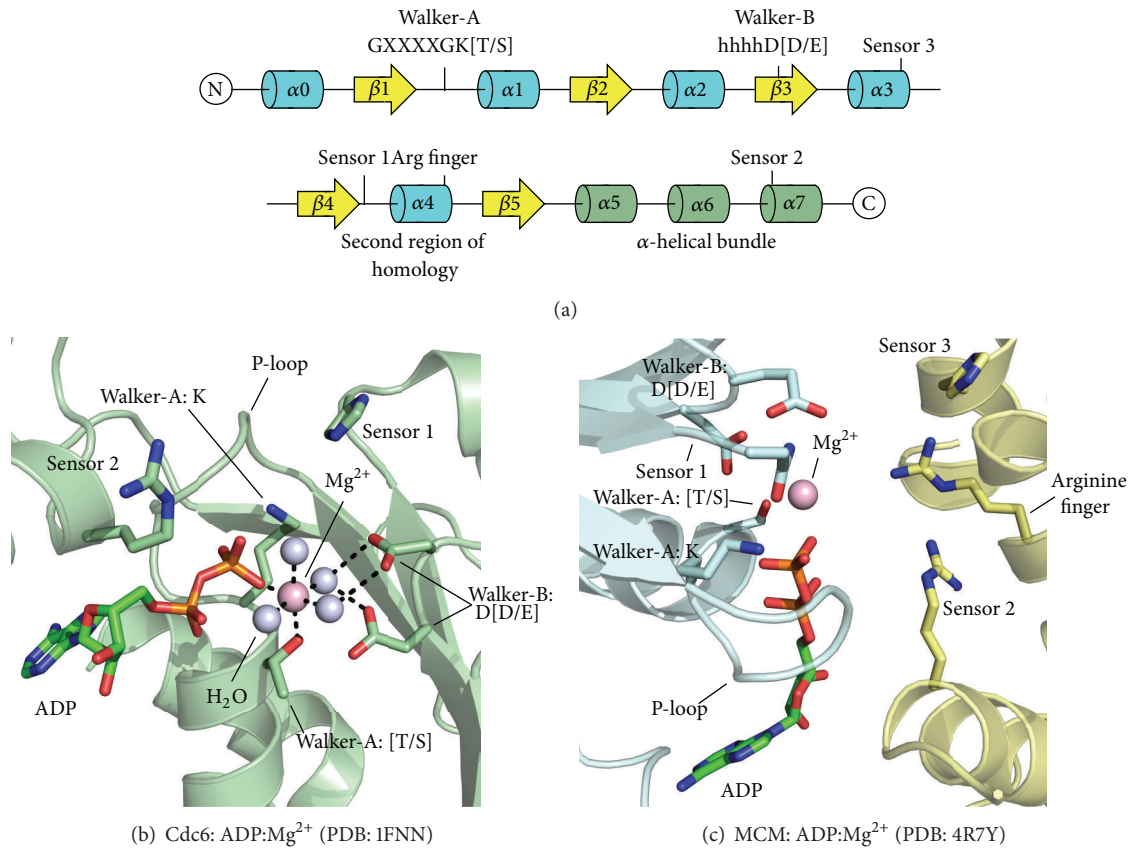 Walker-A
GXXXXGK[T/S]
Walker-B
hhhhD[D/E]
Sensor 3
N
α0
β1
α1
β2
α2
β3
α3
Sensor 1
Arg finger
Sensor 2
β4
α4
β5
α5
α6
α7
C
Second region of
homology
α-helical bundle
(a)
P-loop
Walker-A: K
Sensor 2
Sensor 1
Mg²⁺
Walker-B:
D[D/E]
H₂O
ADP
Walker-A: [T/S]
(b) Cdc6: ADP:Mg²⁺ (PDB: 1FNN)
Sensor 3
Walker-B:
D[D/E]
Mg²⁺
Sensor 1
Walker-A: [T/S]
Arginine
finger
Walker-A: K
Sensor 2
P-loop
ADP
(c) MCM: ADP:Mg²⁺ (PDB: 4R7Y)